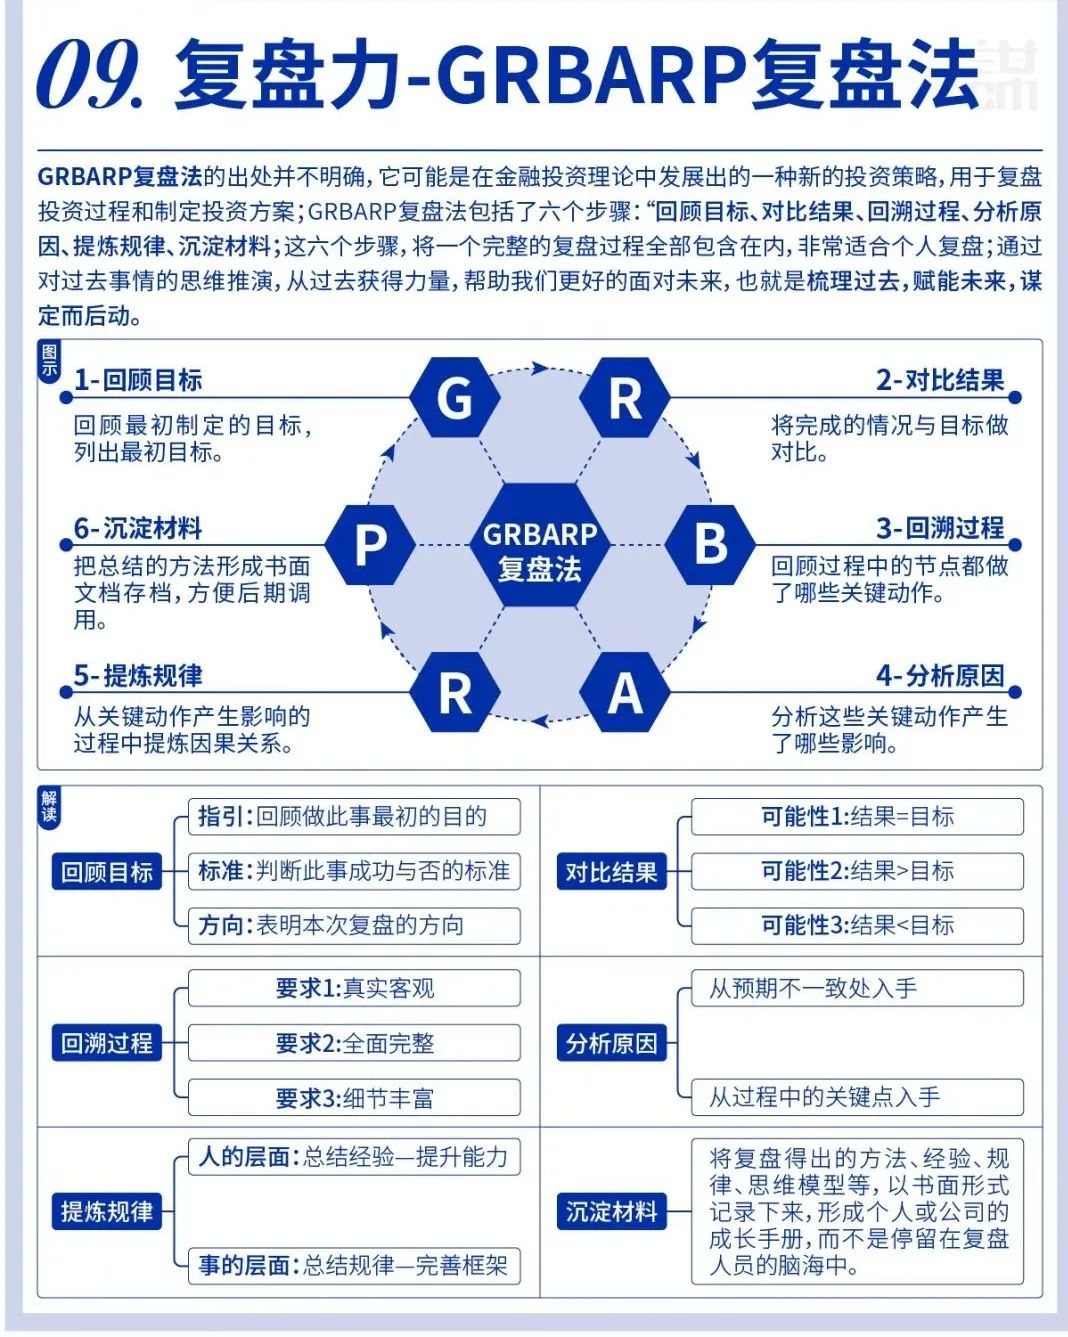 09. 复盘力-GRBARP复盘法
GRBARP复盘法的出处并不明确，它可能是在金融投资理论中发展出的一种新的投资策略，用于复盘
投资过程和制定投资方案；GRBARP复盘法包括了六个步骤：“回顾目标、对比结果、回溯过程、分析原
因、提炼规律、沉淀材料；这六个步骤，将一个完整的复盘过程全部包含在内，非常适合个人复盘；通过
对过去事情的思维推演，从过去获得力量，帮助我们更好的面对未来，也就是梳理过去，赋能未来，谋
定而后动。
图示
1-回顾目标
回顾最初制定的目标，
列出最初目标。
G
R
2-对比结果
将完成的情况与目标做
对比。
6-沉淀材料
把总结的方法形成书面
文档存档，方便后期调
用。
P
GRBARP
复盘法
B
3-回溯过程
回顾过程中的节点都做
了哪些关键动作。
5-提炼规律
从关键动作产生影响的
过程中提炼因果关系。
R
A
4-分析原因
分析这些关键动作产生
了哪些影响。
解读
回顾目标
指引：回顾做此事最初的目的
标准：判断此事成功与否的标准
方向：表明本次复盘的方向
对比结果
可能性1:结果=目标
可能性2:结果>目标
可能性3:结果<目标
回溯过程
要求1:真实客观
要求2:全面完整
要求3:细节丰富
分析原因
从预期不一致处入手
从过程中的关键点入手
提炼规律
人的层面：总结经验—提升能力
事的层面：总结规律—完善框架
沉淀材料
将复盘得出的方法、经验、规
律、思维模型等，以书面形式
记录下来，形成个人或公司的
成长手册，而不是停留在复盘
人员的脑海中。